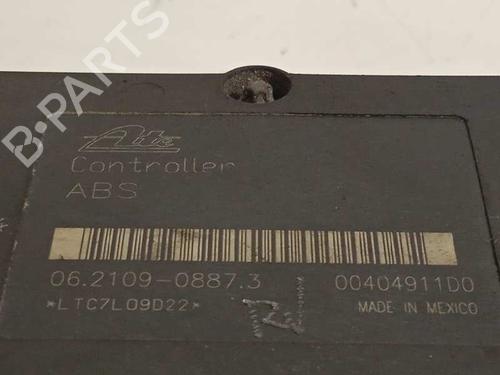 B-PARTS
Ate
Controller
ABS
06.2109-0887.3
00404911D0
*LTC7L09D22*
MADE IN MEXICO